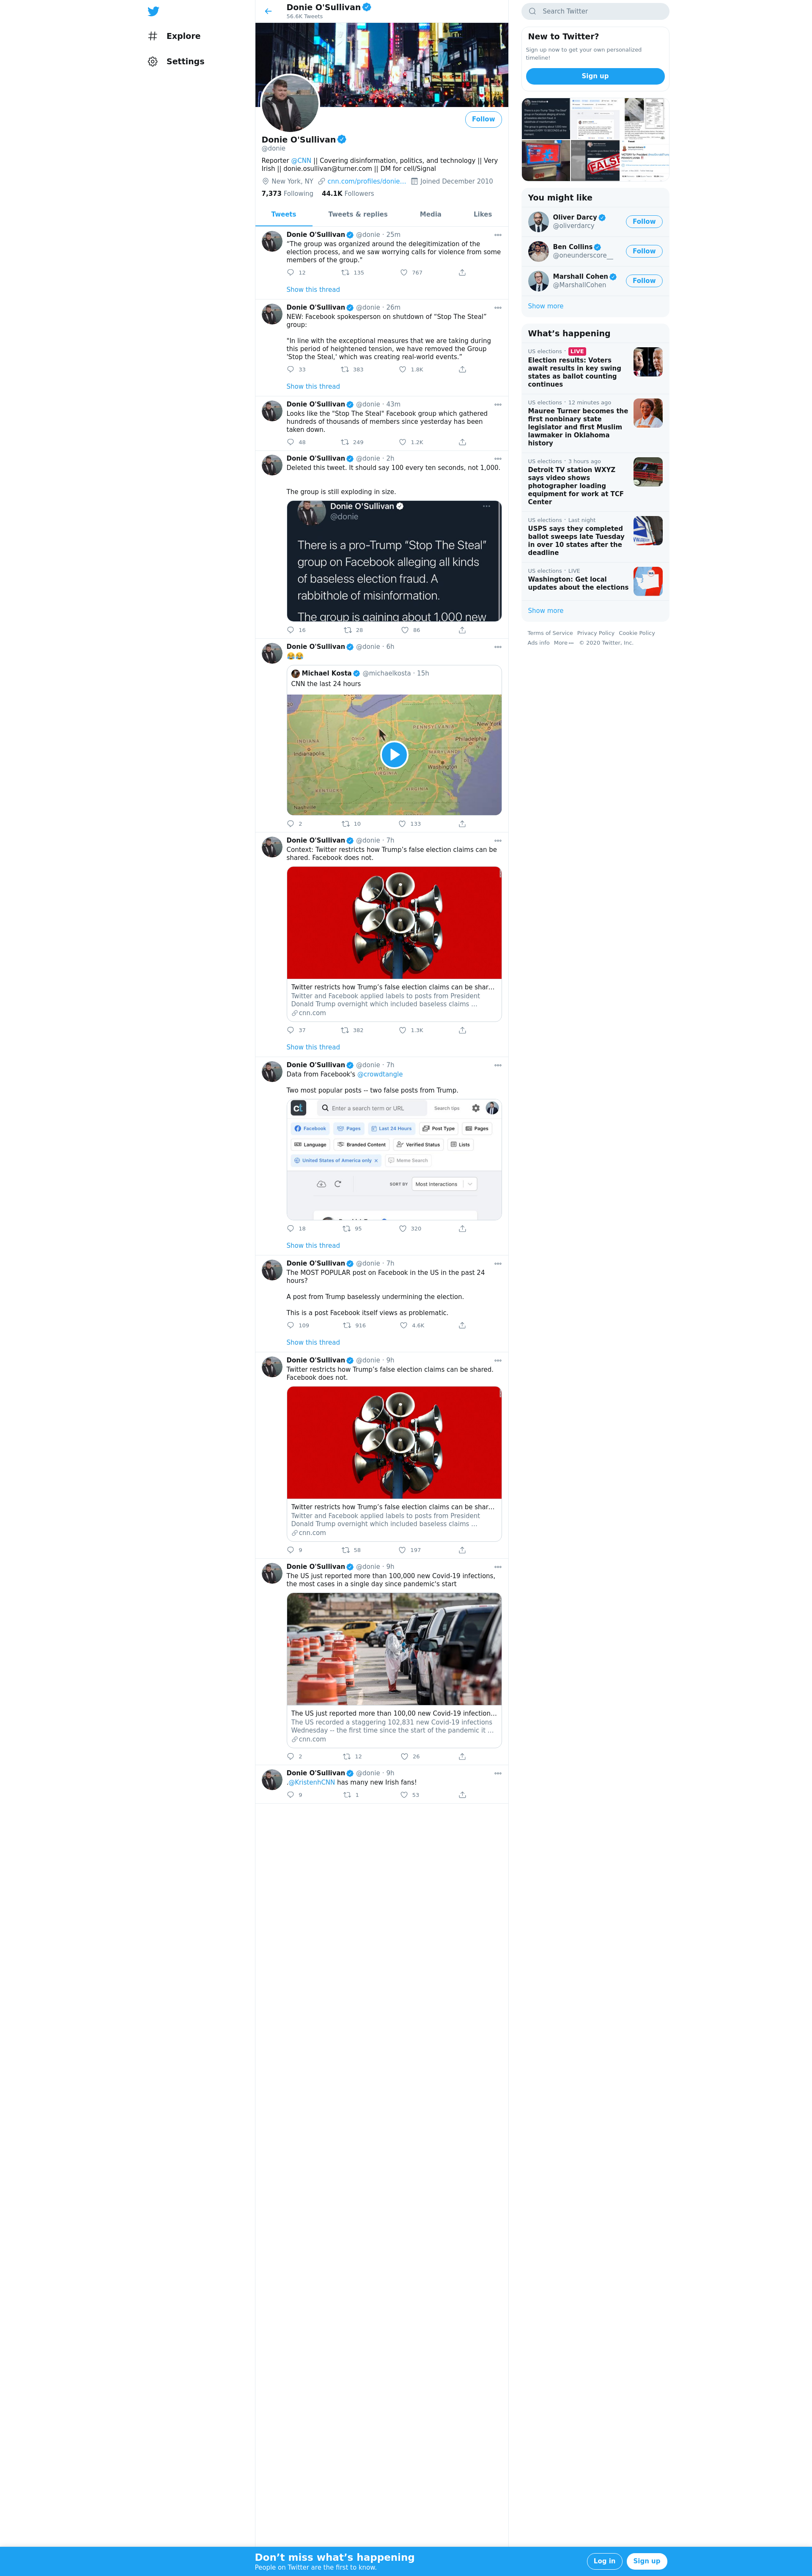 Explore
Settings
Donie O'Sullivan
56.6K Tweets
Follow
Donie O'Sullivan
@donie
Reporter @CNN || Covering disinformation, politics, and technology || Very
Irish || donie.osullivan@turner.com || DM for cell/Signal
New York, NY cnn.com/profiles/donie… Joined December 2010
7,373 Following 44.1K Followers
Tweets Tweets & replies Media Likes
Donie O'Sullivan @donie · 25m
"The group was organized around the delegitimization of the
election process, and we saw worrying calls for violence from some
members of the group."
12 135 767
Show this thread
Donie O'Sullivan @donie · 26m
NEW: Facebook spokesperson on shutdown of "Stop The Steal"
group:
"In line with the exceptional measures that we are taking during
this period of heightened tension, we have removed the Group
'Stop the Steal,' which was creating real-world events."
33 383 1.8K
Show this thread
Donie O'Sullivan @donie · 43m
Looks like the "Stop The Steal" Facebook group which gathered
hundreds of thousands of members since yesterday has been
taken down.
48 249 1.2K
Donie O'Sullivan @donie · 2h
Deleted this tweet. It should say 100 every ten seconds, not 1,000.
The group is still exploding in size.
Donie O'Sullivan
@donie
There is a pro-Trump "Stop The Steal"
group on Facebook alleging all kinds
of baseless election fraud. A
rabbithole of misinformation.
The group is gaining about 1,000 new
16 28 86
Donie O'Sullivan @donie · 6h
😂😂
Michael Kosta @michaelkosta · 15h
CNN the last 24 hours
New York
PENNSYLVANIA
Philadelphia
OHIO
INDIANA
Indianapolis
MARYLAND
Washington
WEST
VIRGINIA
VIRGINIA
KENTUCKY
Nashville
2 10 133
Donie O'Sullivan @donie · 7h
Context: Twitter restricts how Trump's false election claims can be
shared. Facebook does not.
Twitter restricts how Trump's false election claims can be shar…
Twitter and Facebook applied labels to posts from President
Donald Trump overnight which included baseless claims …
cnn.com
37 382 1.3K
Show this thread
Donie O'Sullivan @donie · 7h
Data from Facebook's @crowdtangle
Two most popular posts -- two false posts from Trump.
ct Enter a search term or URL Search tips
Facebook Pages Last 24 Hours Post Type Pages
Language Branded Content Verified Status Lists
United States of America only × Meme Search
SORT BY Most Interactions
18 95 320
Show this thread
Donie O'Sullivan @donie · 7h
The MOST POPULAR post on Facebook in the US in the past 24
hours?
A post from Trump baselessly undermining the election.
This is a post Facebook itself views as problematic.
109 916 4.6K
Show this thread
Donie O'Sullivan @donie · 9h
Twitter restricts how Trump's false election claims can be shared.
Facebook does not.
Twitter restricts how Trump's false election claims can be shar…
Twitter and Facebook applied labels to posts from President
Donald Trump overnight which included baseless claims …
cnn.com
9 58 197
Donie O'Sullivan @donie · 9h
The US just reported more than 100,000 new Covid-19 infections,
the most cases in a single day since pandemic's start
The US just reported more than 100,00 new Covid-19 infection…
The US recorded a staggering 102,831 new Covid-19 infections
Wednesday -- the first time since the start of the pandemic it …
cnn.com
2 12 26
Donie O'Sullivan @donie · 9h
.@KristenhCNN has many new Irish fans!
9 1 53
Search Twitter
New to Twitter?
Sign up now to get your own personalized
timeline!
Sign up
FALSE
You might like
Oliver Darcy
@oliverdarcy
Follow
Ben Collins
@oneunderscore__
Follow
Marshall Cohen
@MarshallCohen
Follow
Show more
What's happening
US elections · LIVE
Election results: Voters
await results in key swing
states as ballot counting
continues
US elections · 12 minutes ago
Mauree Turner becomes the
first nonbinary state
legislator and first Muslim
lawmaker in Oklahoma
history
US elections · 3 hours ago
Detroit TV station WXYZ
says video shows
photographer loading
equipment for work at TCF
Center
US elections · Last night
USPS says they completed
ballot sweeps late Tuesday
in over 10 states after the
deadline
US elections · LIVE
Washington: Get local
updates about the elections
Show more
Terms of Service Privacy Policy Cookie Policy
Ads info More © 2020 Twitter, Inc.
Don't miss what's happening
People on Twitter are the first to know.
Log in
Sign up